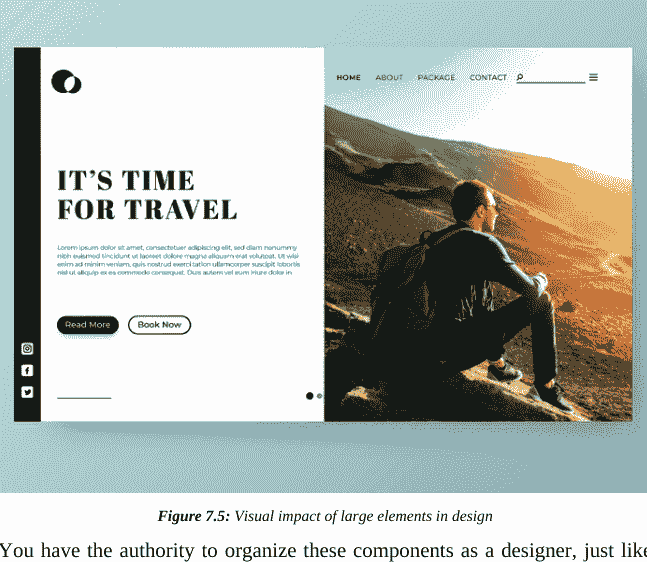 HOME ABOUT PACKAGE CONTACT
IT'S TIME
FOR TRAVEL
Lorem ipsum dolor sit amet, consectetuer adipiscing elit, sed diam nonummy
nibh euismod tincidunt ut laoreet dolore magna aliquam erat volutpat. Ut wisi
enim ad minim veniam, quis nostrud exerci tation ullamcorper suscipit lobortis
nisl ut aliquip ex ea commodo consequat. Duis autem vel eum iriure dolor in
Read More Book Now
Figure 7.5: Visual impact of large elements in design
You have the authority to organize these components as a designer, just like